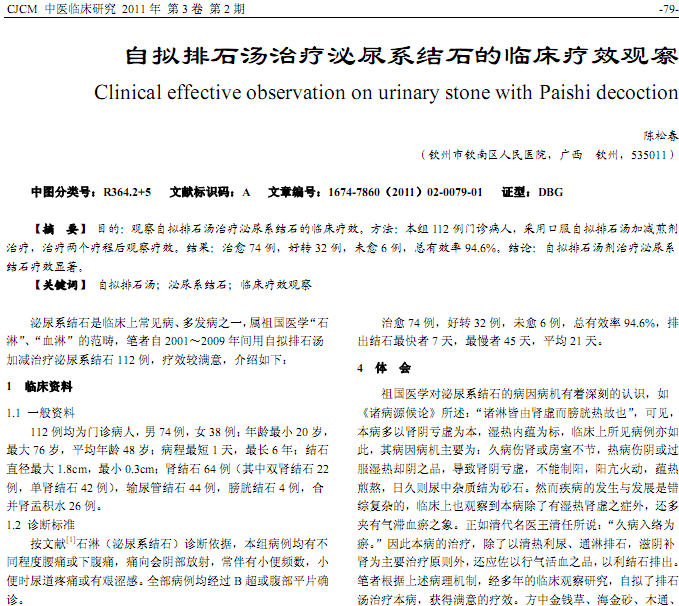 CJCM 中医临床研究 2011 年 第 3 卷 第 2 期 -79-
自拟排石汤治疗泌尿系结石的临床疗效观察
Clinical effective observation on urinary stone with Paishi decoction
陈松春
（钦州市钦南区人民医院，广西 钦州，535011）
中图分类号：R364.2+5 文献标识码：A 文章编号：1674-7860（2011）02-0079-01 证型：DBG
【摘 要】目的：观察自拟排石汤治疗泌尿系结石的临床疗效。方法：本组 112 例门诊病人，采用口服自拟排石汤加减煎剂
治疗，治疗两个疗程后观察疗效。结果：治愈 74 例，好转 32 例，未愈 6 例，总有效率 94.6%。结论：自拟排石汤剂治疗泌尿系
结石疗效显著。
【关键词】自拟排石汤；泌尿系结石；临床疗效观察
泌尿系结石是临床上常见病、多发病之一，属祖国医学“石
淋”、“血淋”的范畴，笔者自 2001～2009 年间用自拟排石汤
加减治疗泌尿系结石 112 例，疗效较满意，介绍如下：
1 临床资料
1.1 一般资料
112 例均为门诊病人，男 74 例，女 38 例；年龄最小 20 岁，
最大 76 岁，平均年龄 48 岁；病程最短 1 天，最长 6 年；结石
直径最大 1.8cm，最小 0.3cm；肾结石 64 例（其中双肾结石 22
例，单肾结石 42 例），输尿管结石 44 例，膀胱结石 4 例，合
并肾盂积水 26 例。
1.2 诊断标准
按文献[1]石淋（泌尿系结石）诊断依据，本组病例均有不
同程度腰痛或下腹痛，痛向会阴部放射，常伴有小便频数，小
便时尿道疼痛或有艰涩感。全部病例均经过 B 超或腹部平片确
诊。
治愈 74 例，好转 32 例，未愈 6 例，总有效率 94.6%，排
出结石最快者 7 天，最慢者 45 天，平均 21 天。
4 体 会
祖国医学对泌尿系结石的病因病机有着深刻的认识，如
《诸病源候论》所述：“诸淋皆由肾虚而膀胱热故也”，可见，
本病多以肾阴亏虚为本，湿热内蕴为标，临床上所见病例亦如
此，其病因病机主要为：久病伤肾或房室不节，热病伤阴或过
服湿热却阴之品，导致肾阴亏虚，不能制阳，阳亢火动，蕴热
煎熬，日久则尿中杂质结为砂石。然而疾病的发生与发展是错
综复杂的，临床上也观察到本病除了有湿热肾虚之症外，还多
夹有气滞血瘀之象。正如清代名医王清任所说：“久病入络为
瘀。”因此本病的治疗，除了以清热利尿、通淋排石，滋阴补
肾为主要治疗原则外，还应佐以行气活血之品，以利结石排出。
笔者根据上述病理机制，经多年的临床观察研究，自拟了排石
汤治疗本病，获得满意的疗效。方中金钱草、海金砂、木通、